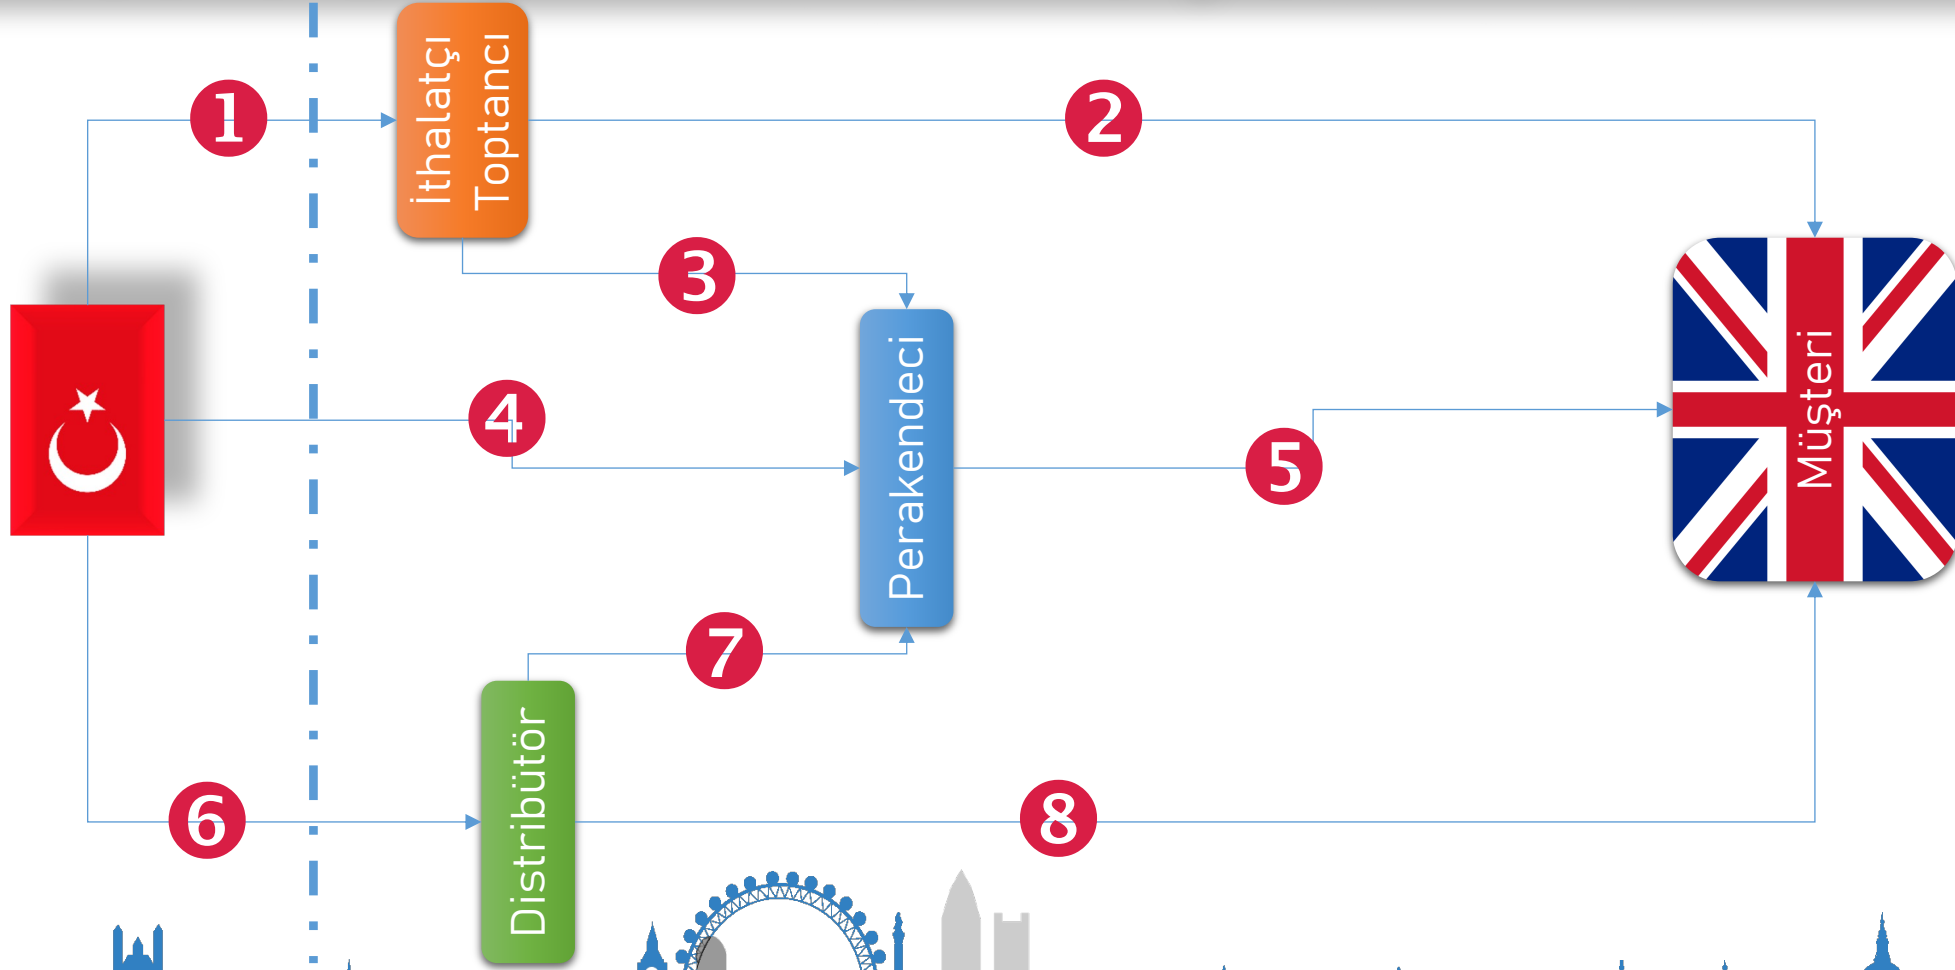 1
İthalatçı
Toptancı
2
3
4
Perakendeci
5
Müşteri
6
Distribütör
7
8